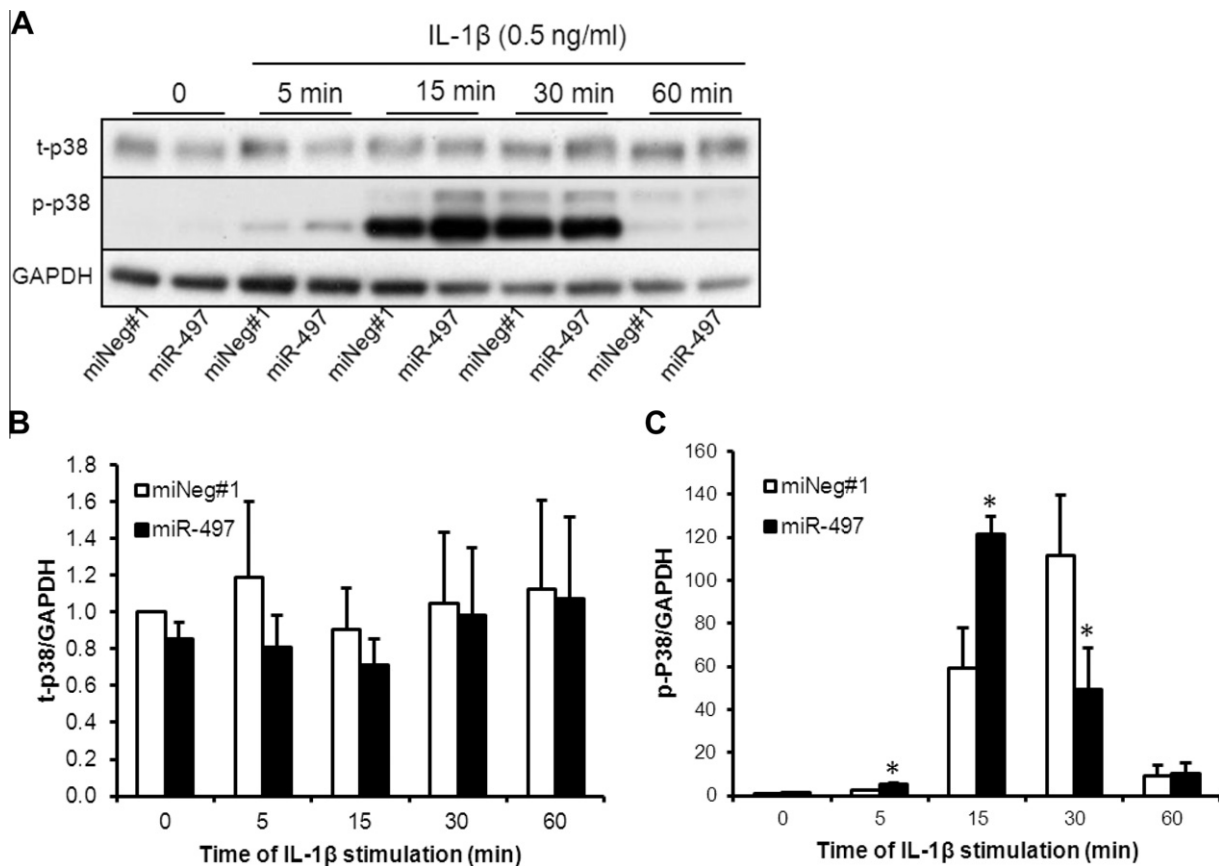 A
IL-1β (0.5 ng/ml)
0 5 min 15 min 30 min 60 min
t-p38
p-p38
GAPDH
miNeg#1 miR-497 miNeg#1 miR-497 miNeg#1 miR-497 miNeg#1 miR-497 miNeg#1 miR-497
B
t-p38/GAPDH
1.8
1.6
1.4
1.2
1.0
0.8
0.6
0.4
0.2
0.0
miNeg#1
miR-497
0 5 15 30 60
Time of IL-1β stimulation (min)
C
p-P38/GAPDH
160
140
120
100
80
60
40
20
0
miNeg#1
miR-497
*
*
*
0 5 15 30 60
Time of IL-1β stimulation (min)